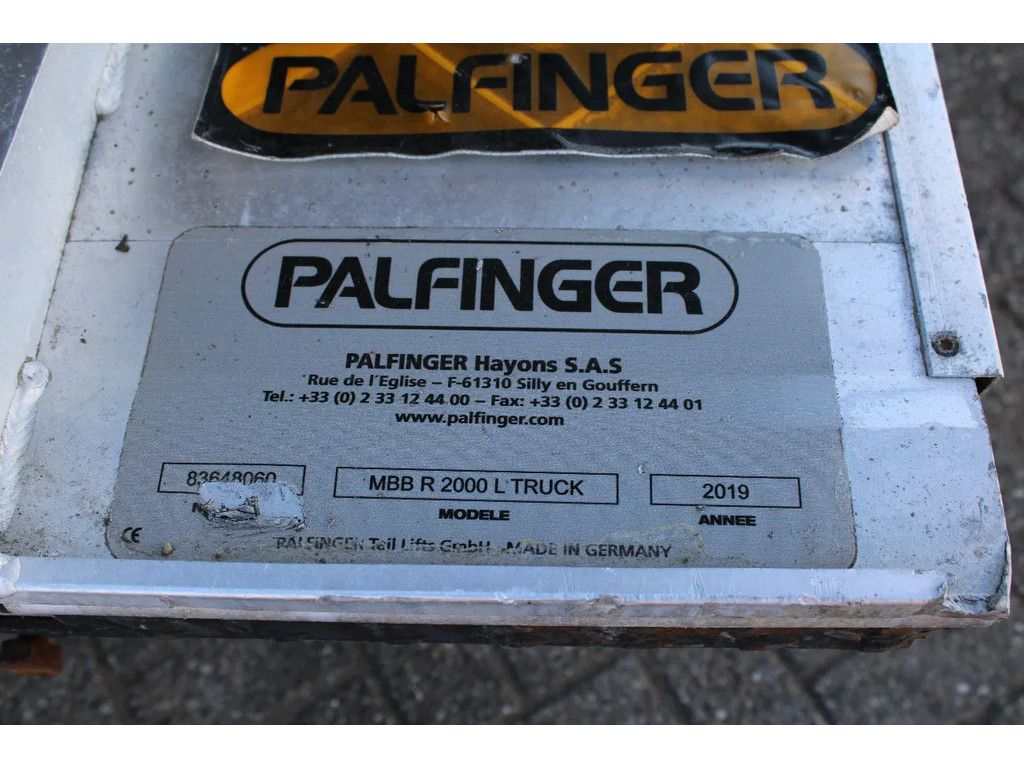 PALFINGER
PALFINGER
PALFINGER Hayons S.A.S
Rue de l'Eglise – F-61310 Silly en Gouffern
Tel.: +33 (0) 2 33 12 44 00 – Fax: +33 (0) 2 33 12 44 01
www.palfinger.com
83648060 MBB R 2000 L TRUCK 2019
MODELE ANNEE
CE PALFINGER Tail Lifts GmbH - MADE IN GERMANY